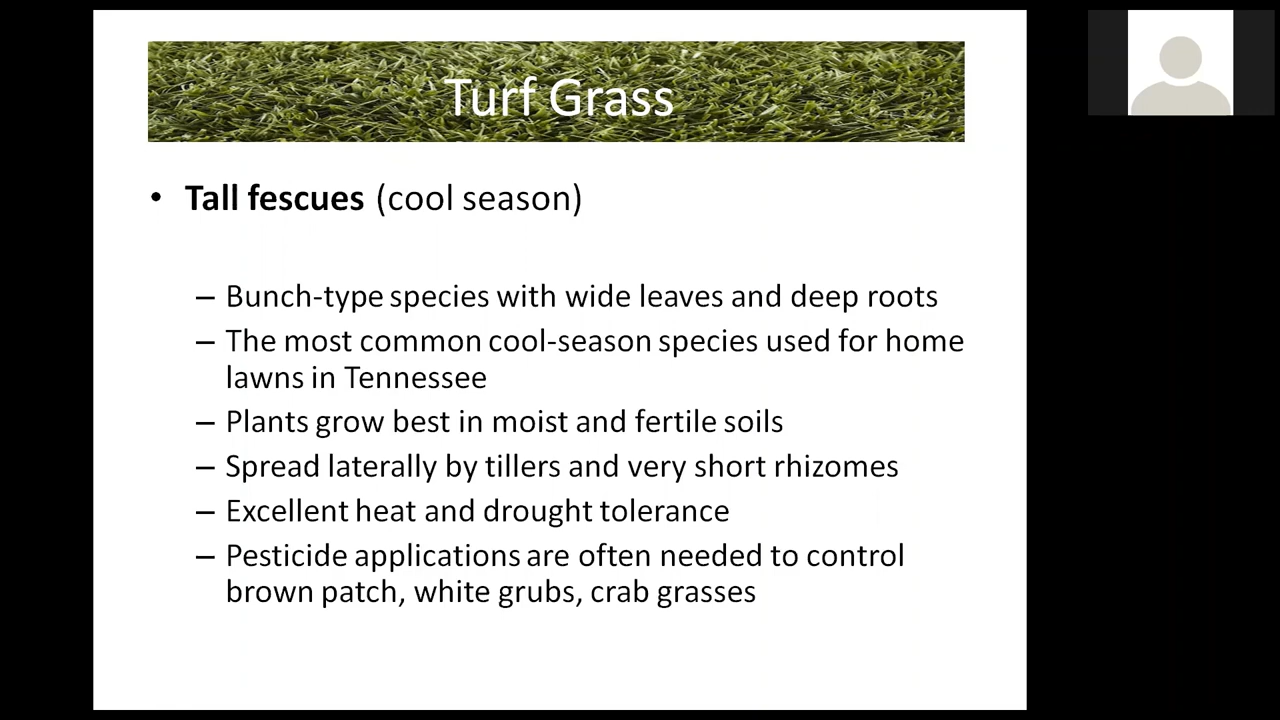 Turf Grass
• Tall fescues (cool season)
– Bunch-type species with wide leaves and deep roots
– The most common cool-season species used for home
lawns in Tennessee
– Plants grow best in moist and fertile soils
– Spread laterally by tillers and very short rhizomes
– Excellent heat and drought tolerance
– Pesticide applications are often needed to control
brown patch, white grubs, crab grasses